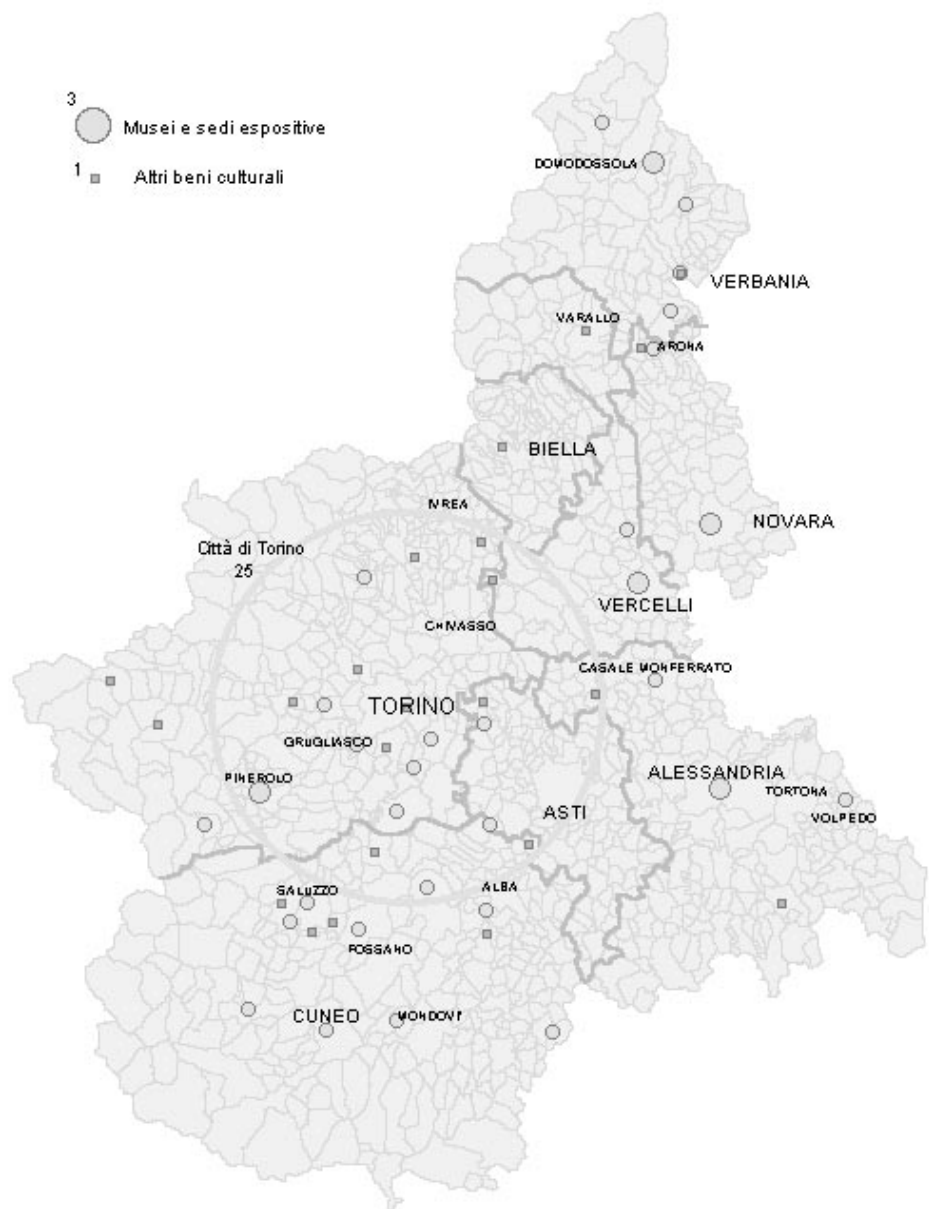 3
Musei e sedi espositive
1
Altri beni culturali
DOMODOSSOLA
VERBANIA
VARALLO
ARONA
BIELLA
IVREA
NOVARA
Città di Torino
25
VERCELLI
CHIVASSO
CASALE MONFERRATO
TORINO
GRUGLIASCO
ALESSANDRIA
PINEROLO
TORTONA
ASTI
VOLPEDO
SALUZZO
ALBA
FOSSANO
CUNEO
MONDOVI'